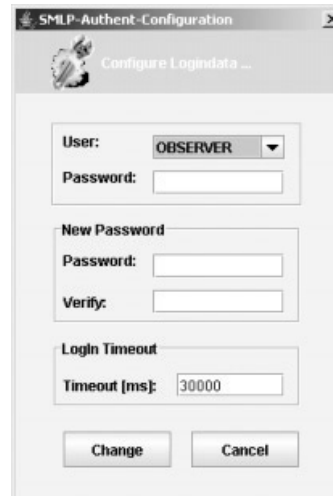 SMLP-Authent-Configuration
Configure Logindata ...
User: OBSERVER
Password:
New Password
Password:
Verify:
LogIn Timeout
Timeout [ms]: 30000
Change Cancel